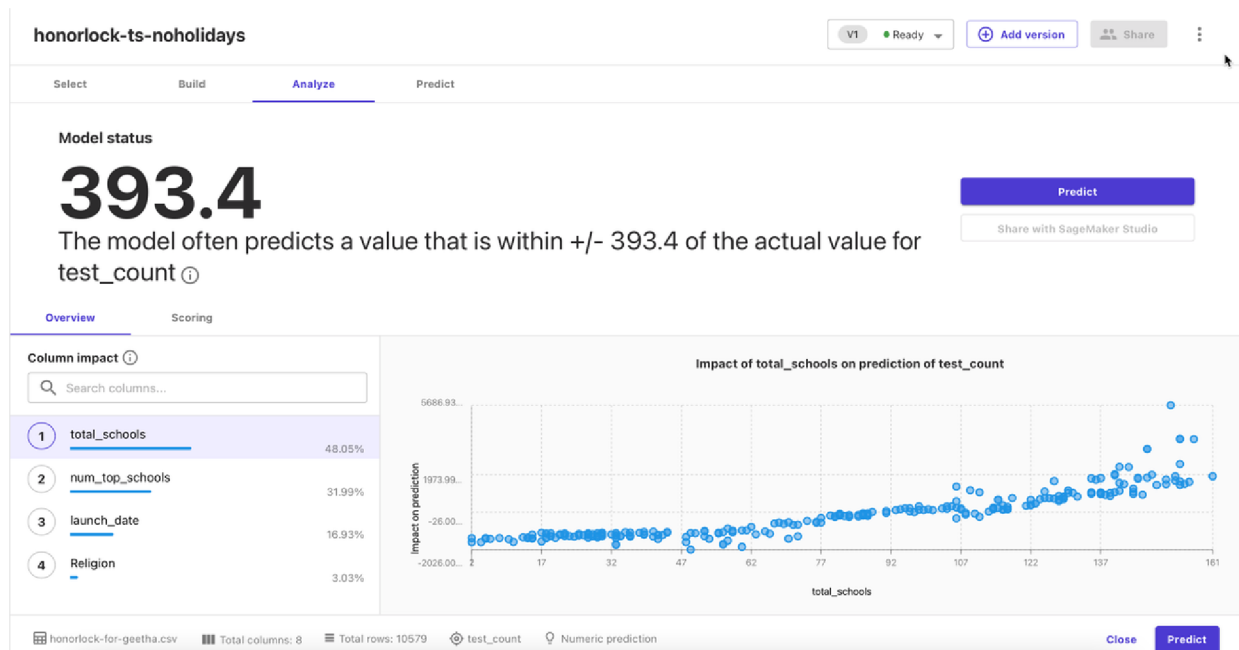 honorlock-ts-noholidays
V1 Ready
Add version
Share
Select Build Analyze Predict
Model status
393.4
The model often predicts a value that is within +/- 393.4 of the actual value for
test_count
Predict
Share with SageMaker Studio
Overview Scoring
Column impact
Search columns...
1 total_schools 48.05%
2 num_top_schools 31.99%
3 launch_date 16.93%
4 Religion 3.03%
Impact of total_schools on prediction of test_count
Impact on prediction
5686.93...
1973.99...
-26.00...
-2026.00...
2 17 32 47 62 77 92 107 122 137 161
total_schools
honorlock-for-geetha.csv Total columns: 8 Total rows: 10579 test_count Numeric prediction
Close Predict